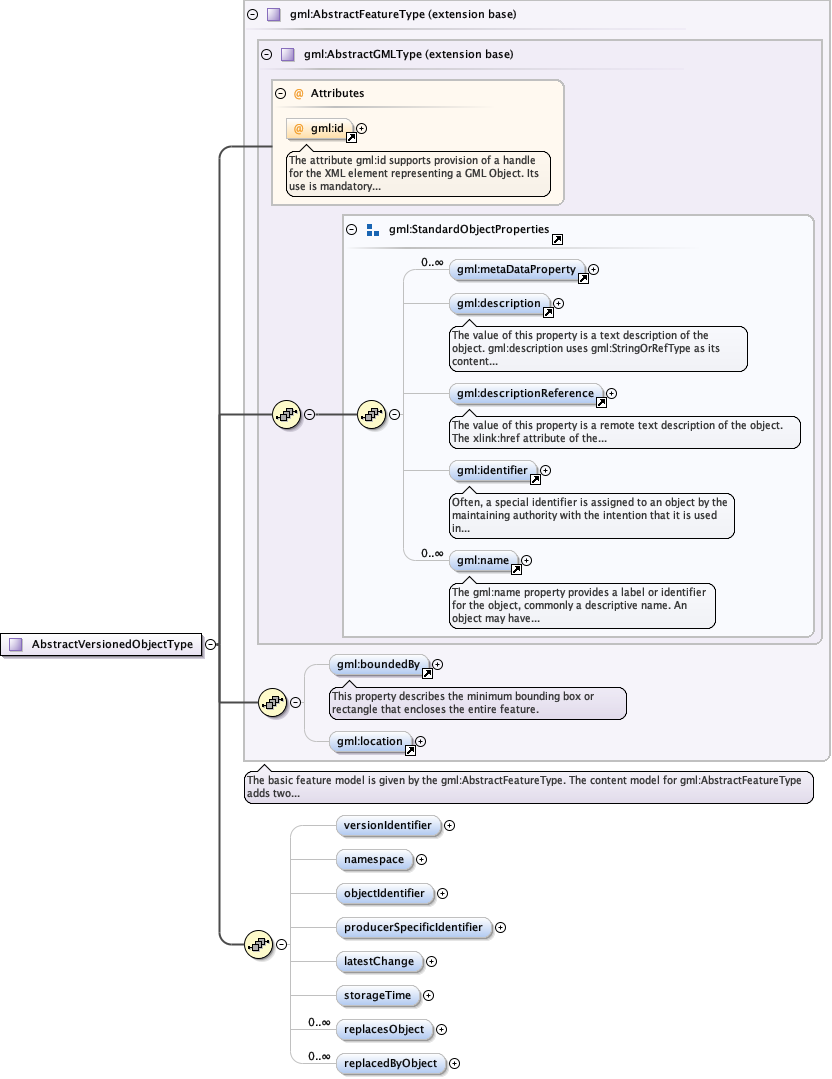 gml:AbstractFeatureType (extension base)
gml:AbstractGMLType (extension base)
@ Attributes
@ gml:id
The attribute gml:id supports provision of a handle
for the XML element representing a GML Object. Its
use is mandatory...
gml:StandardObjectProperties
0..∞
gml:metaDataProperty
gml:description
The value of this property is a text description of the
object. gml:description uses gml:StringOrRefType as its
content...
gml:descriptionReference
The value of this property is a remote text description of the object.
The xlink:href attribute of the...
gml:identifier
Often, a special identifier is assigned to an object by the
maintaining authority with the intention that it is used
in...
0..∞
gml:name
The gml:name property provides a label or identifier
for the object, commonly a descriptive name. An
object may have...
AbstractVersionedObjectType
gml:boundedBy
This property describes the minimum bounding box or
rectangle that encloses the entire feature.
gml:location
The basic feature model is given by the gml:AbstractFeatureType. The content model for gml:AbstractFeatureType
adds two...
versionIdentifier
namespace
objectIdentifier
producerSpecificIdentifier
latestChange
storageTime
0..∞
replacesObject
0..∞
replacedByObject